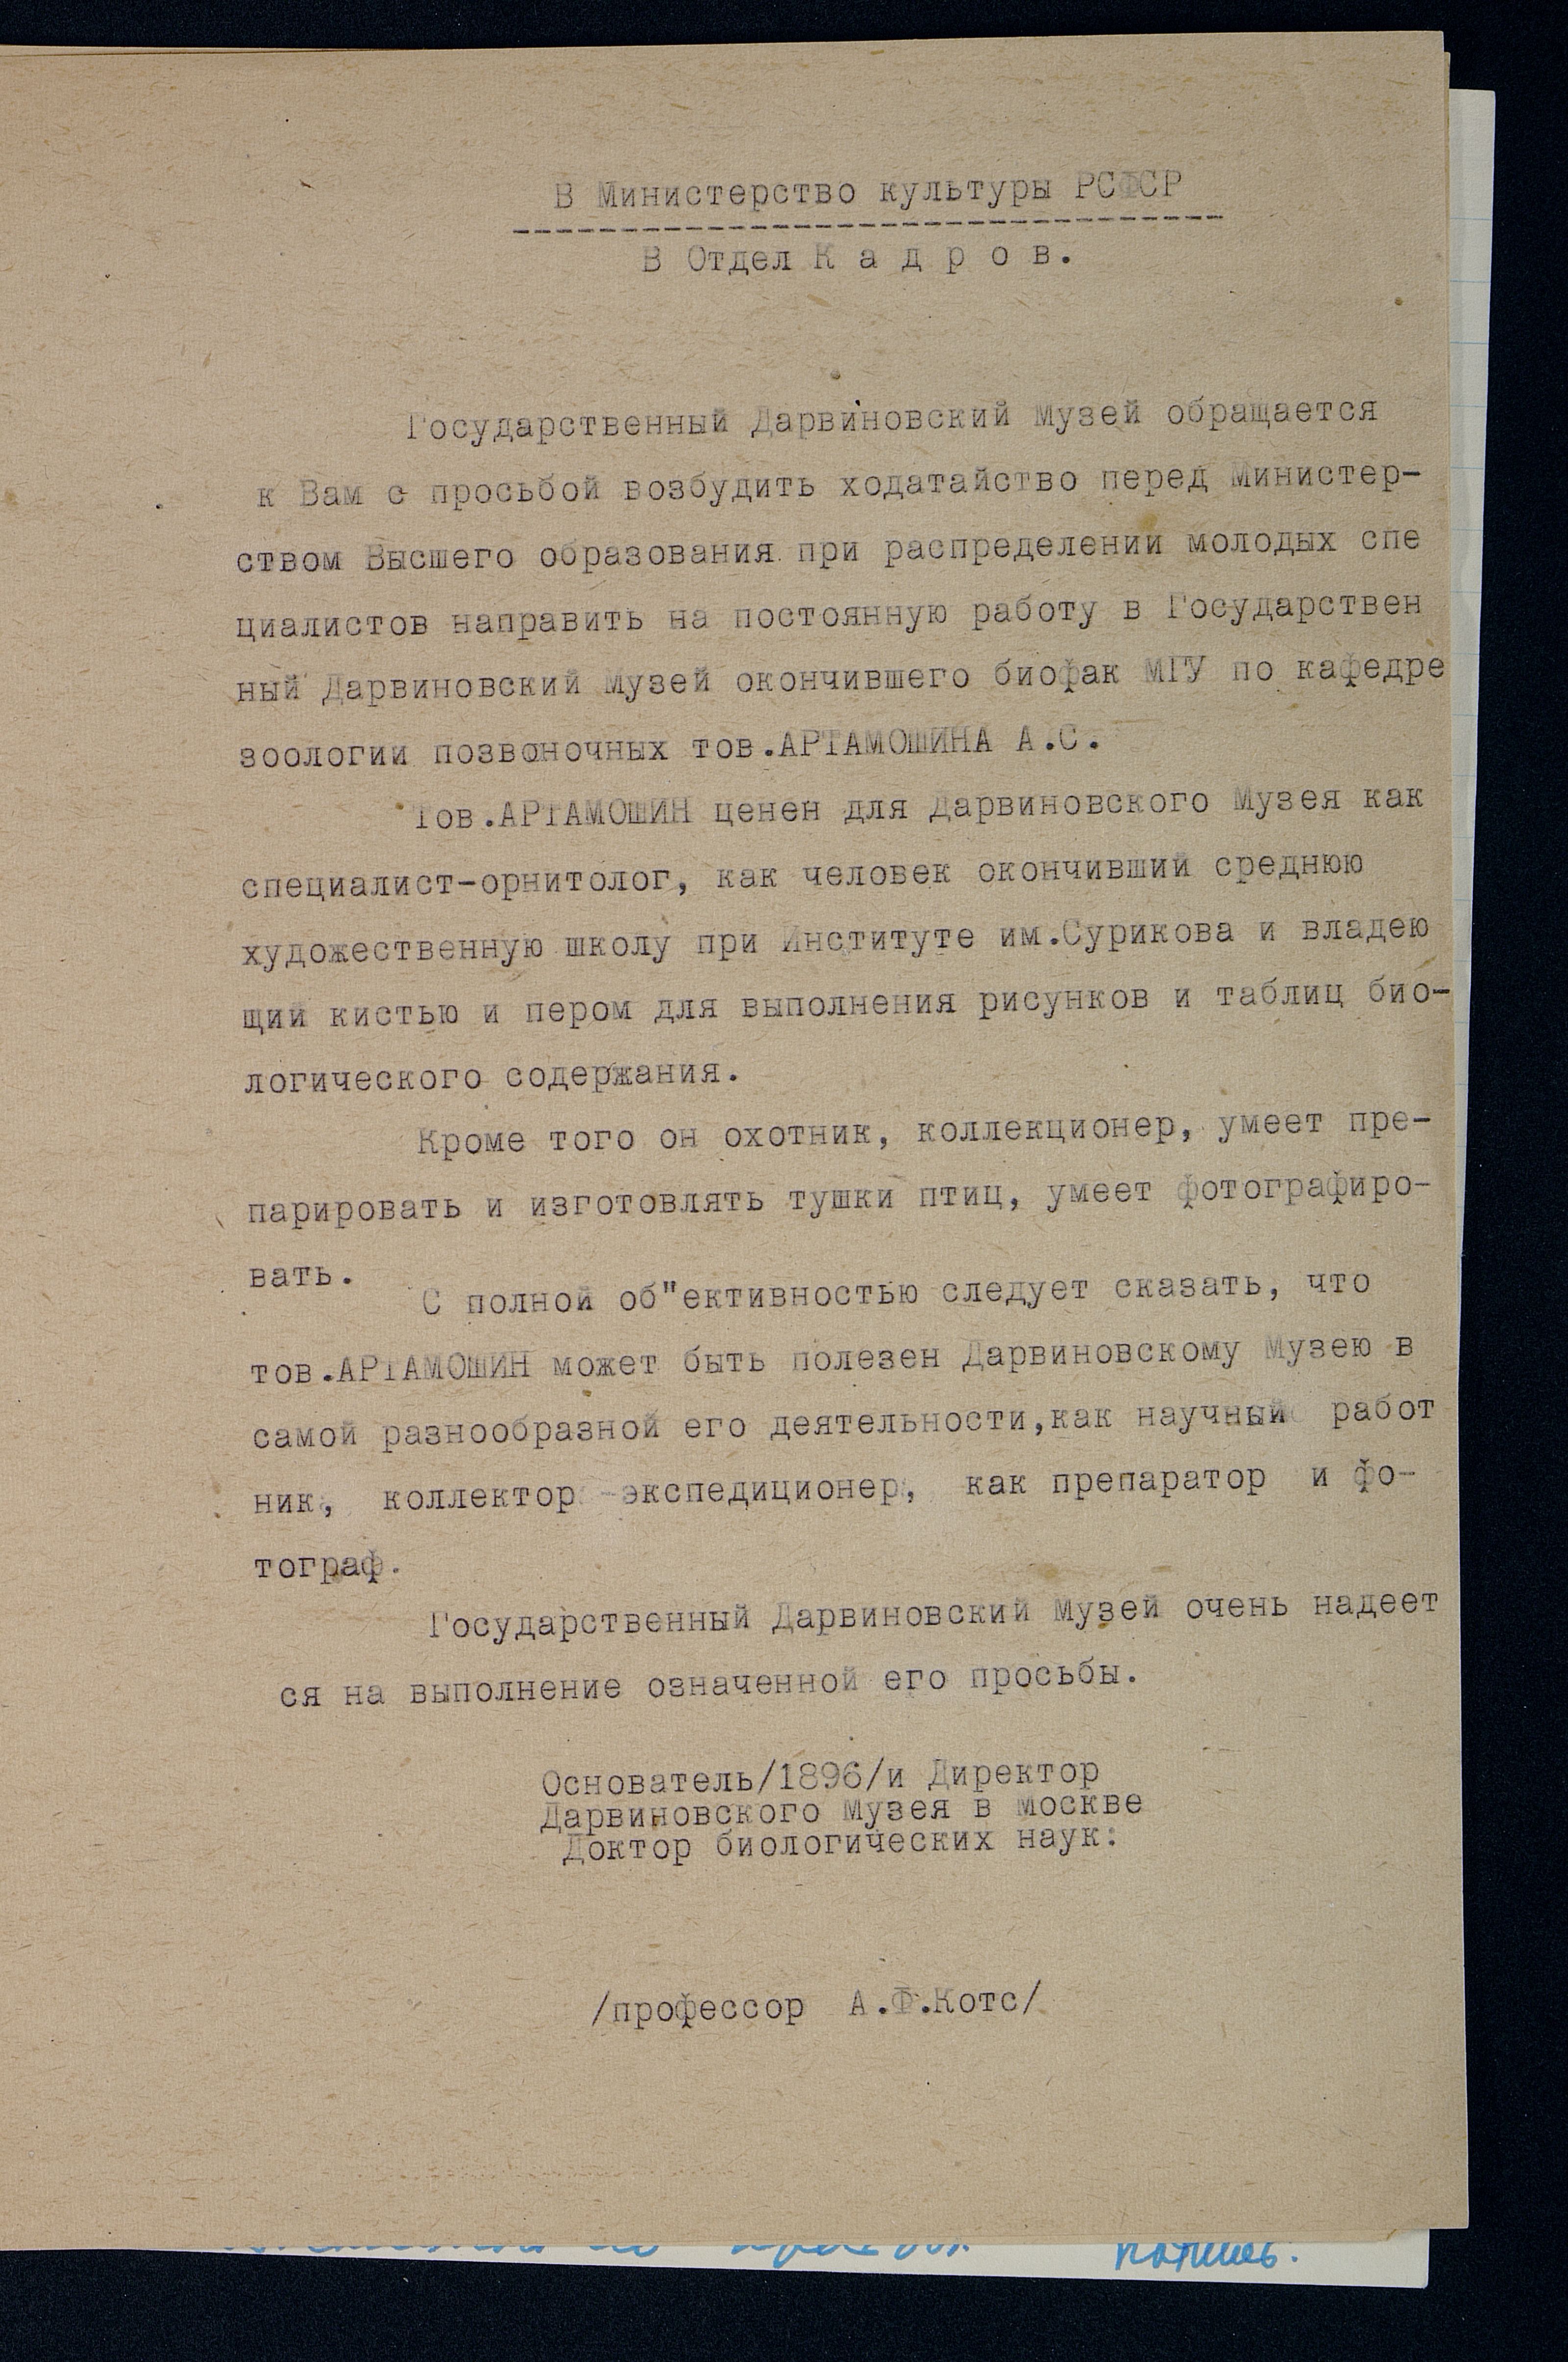 В Министерство культуры РСФСР
В Отдел К а д р о в.
Государственный Дарвиновский Музей обращается
к Вам с просьбой возбудить ходатайство перед Министер-
ством Высшего образования при распределении молодых спе
циалистов направить на постоянную работу в Государствен
ный Дарвиновский Музей окончившего биофак МГУ по кафедре
зоологии позвоночных тов.АРТАМОШИНА А.С.
Тов.АРТАМОШИН ценен для Дарвиновского Музея как
специалист-орнитолог, как человек окончивший среднюю
художественную школу при Институте им.Сурикова и владею
щий кистью и пером для выполнения рисунков и таблиц био-
логического содержания.
Кроме того он охотник, коллекционер, умеет пре-
парировать и изготовлять тушки птиц, умеет фотографиро-
вать.
С полной об"ективностью следует сказать, что
тов.АРТАМОШИН может быть полезен Дарвиновскому Музею в
самой разнообразной его деятельности,как научный работ
ник, коллектор -экспедиционер, как препаратор и фо-
тограф.
Государственный Дарвиновский Музей очень надеет
ся на выполнение означенной его просьбы.
Основатель/1896/и Директор
Дарвиновского Музея в Москве
Доктор биологических наук:
/профессор А.Ф.Котс/